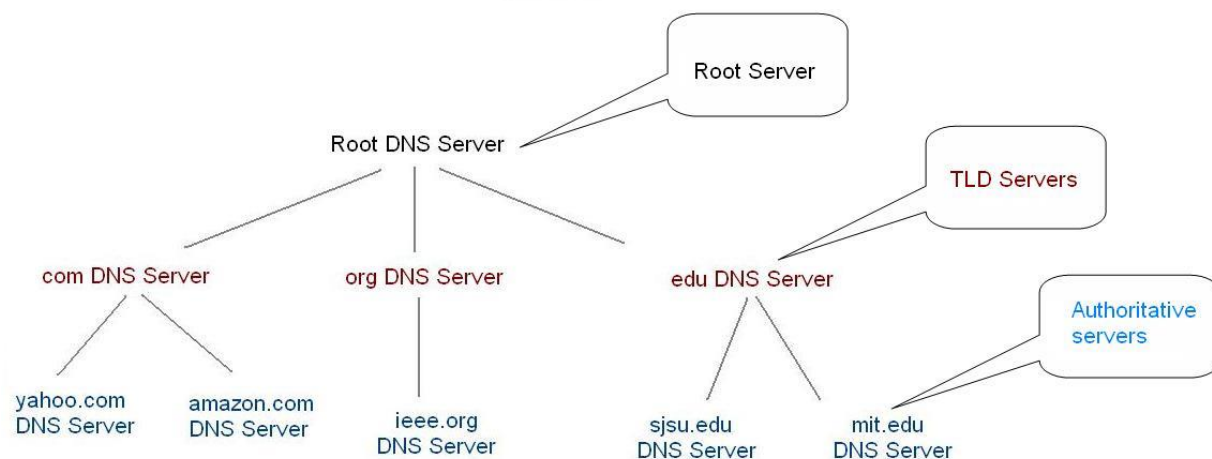 Root Server
Root DNS Server
TLD Servers
com DNS Server
org DNS Server
edu DNS Server
Authoritative
servers
yahoo.com
DNS Server
amazon.com
DNS Server
ieee.org
DNS Server
sjsu.edu
DNS Server
mit.edu
DNS Server